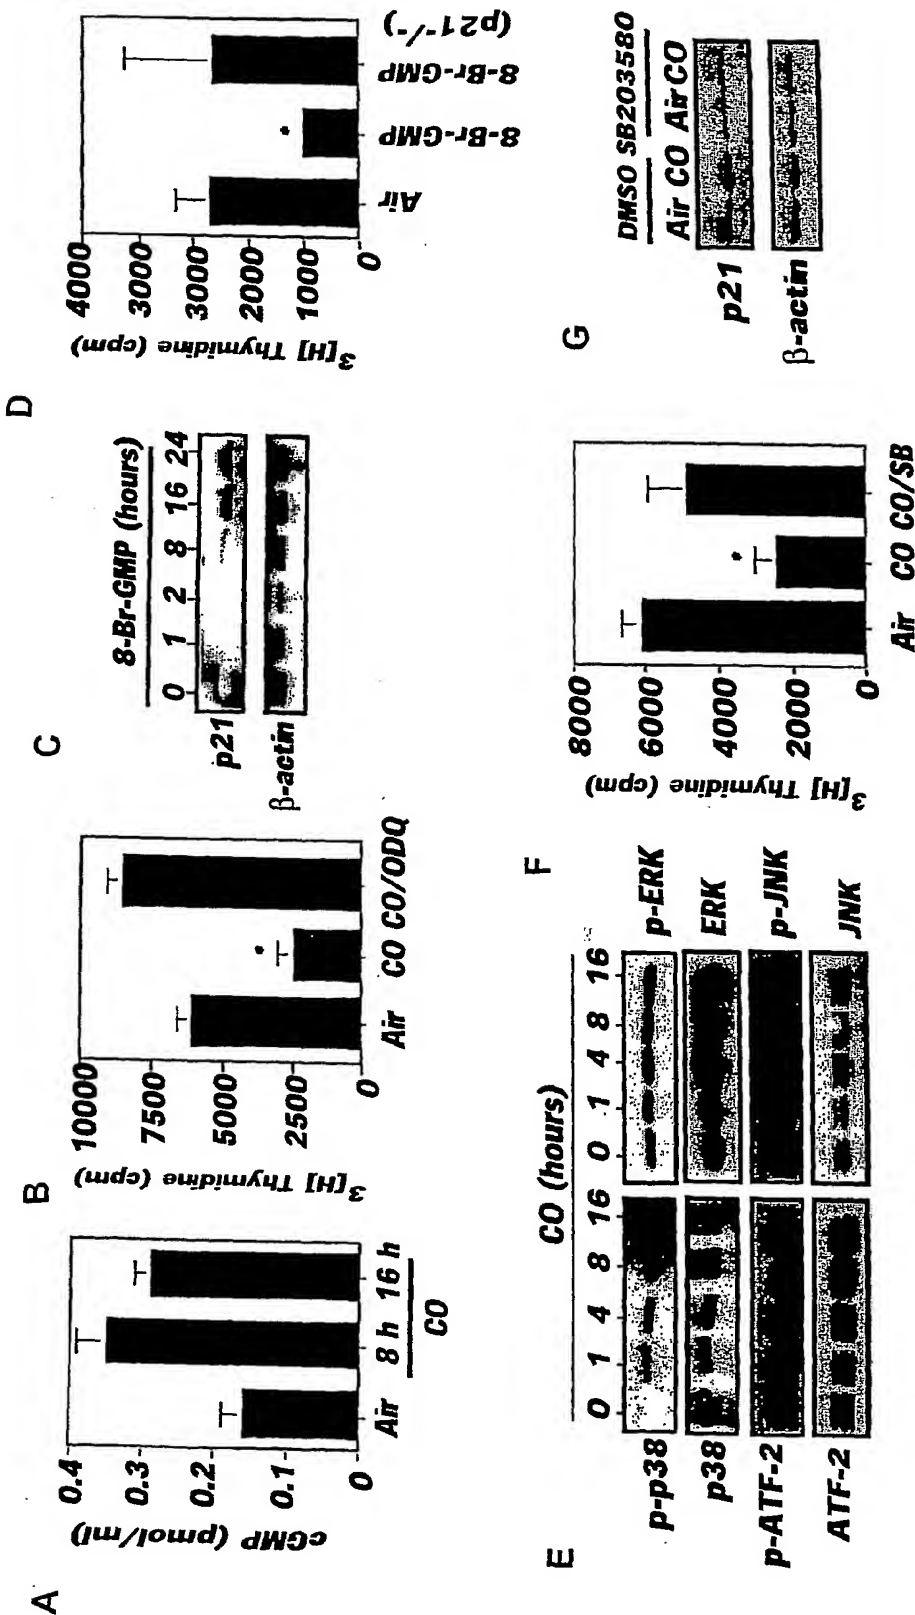 A
cGMP (pmol/ml)
0.4
0.3
0.2
0.1
0
Air 8 h 16 h
CO
B
3[H] Thymidine (cpm)
10000
7500
5000
2500
0
*
Air CO CO/ODQ
C
8-Br-GMP (hours)
0 1 2 8 16 24
p21
β-actin
D
3[H] Thymidine (cpm)
4000
3000
2000
1000
0
*
Air 8-Br-GMP 8-Br-GMP
(p21-/-)
E
CO (hours)
0 1 4 8 16 0 1 4 8 16
p-p38 p-ERK
p38 ERK
p-ATF-2 p-JNK
ATF-2 JNK
F
3[H] Thymidine (cpm)
8000
6000
4000
2000
0
*
Air CO CO/SB
G
DMSO SB203580
Air CO Air CO
p21
β-actin